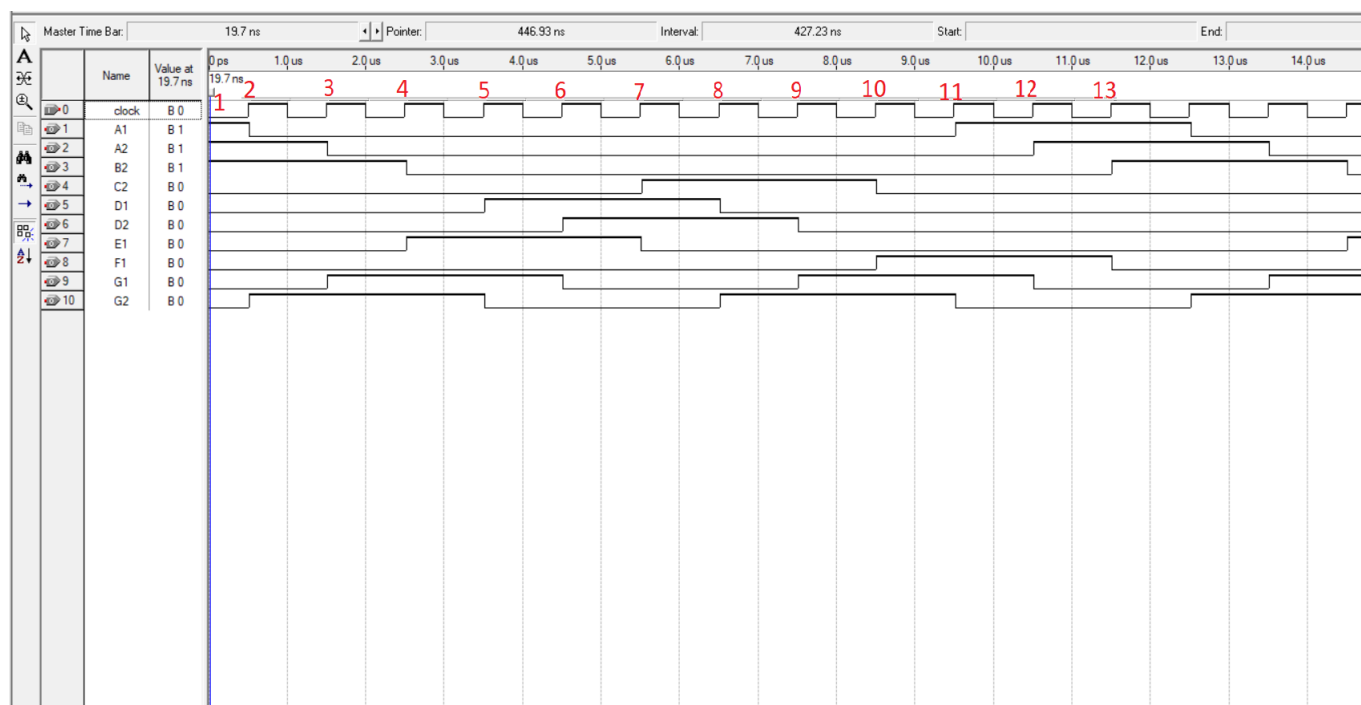 Master Time Bar: 19.7 ns Pointer: 446.93 ns Interval: 427.23 ns Start: End:
Name Value at 19.7 ns
0 ps 1.0 us 2.0 us 3.0 us 4.0 us 5.0 us 6.0 us 7.0 us 8.0 us 9.0 us 10.0 us 11.0 us 12.0 us 13.0 us 14.0 us
19.7 ns
1 2 3 4 5 6 7 8 9 10 11 12 13
0 clock B 0
1 A1 B 1
2 A2 B 1
3 B2 B 1
4 C2 B 0
5 D1 B 0
6 D2 B 0
7 E1 B 0
8 F1 B 0
9 G1 B 0
10 G2 B 0